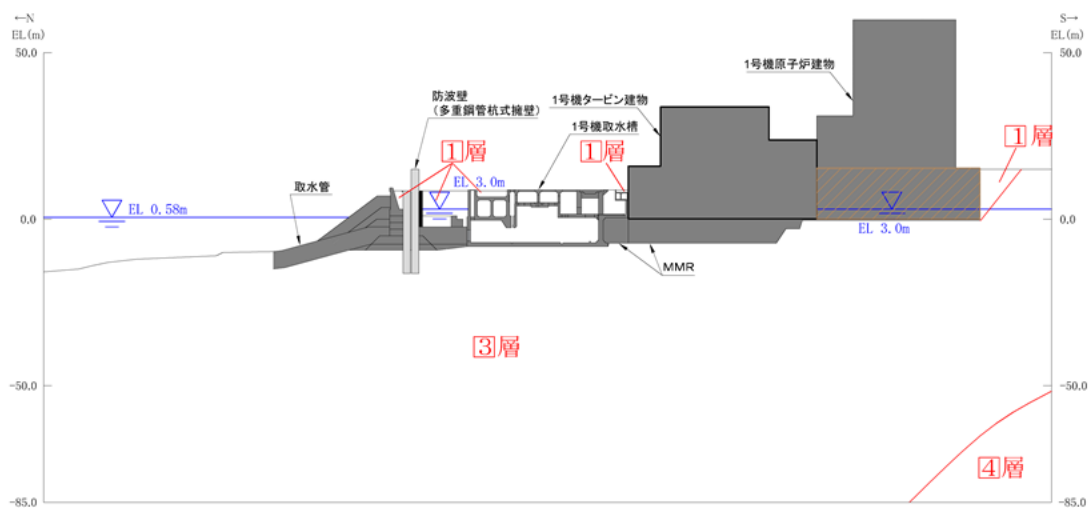 ←N
EL(m)
S→
EL(m)
50.0
50.0
1号機原子炉建物
防波壁
(多重鋼管杭式擁壁)
1号機タービン建物
1号機取水槽
1層
1層
1層
取水管
EL 3.0m
EL 0.58m
0.0
0.0
EL 3.0m
MMR
3層
-50.0
-50.0
4層
-85.0
-85.0